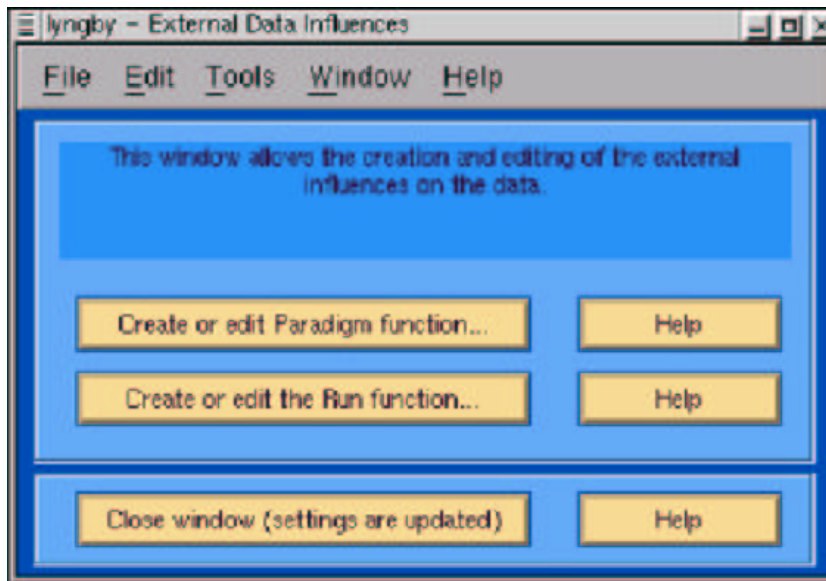 lyngby - External Data Influences
File Edit Tools Window Help
This window allows the creation and editing of the external
influences on the data.
Create or edit Paradigm function... Help
Create or edit the Run function... Help
Close window (settings are updated) Help